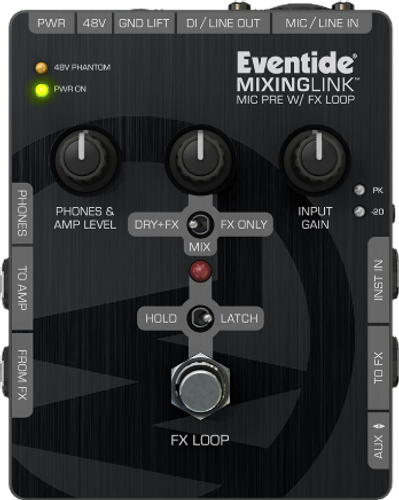 PWR
48V
GND LIFT
DI / LINE OUT
MIC / LINE IN
48V PHANTOM
PWR ON
Eventide®
MIXINGLINK™
MIC PRE W/ FX LOOP
PHONES &
AMP LEVEL
INPUT
GAIN
PK
-20
DRY+FX
FX ONLY
MIX
HOLD
LATCH
FX LOOP
PHONES
TO AMP
FROM FX
INST IN
TO FX
AUX